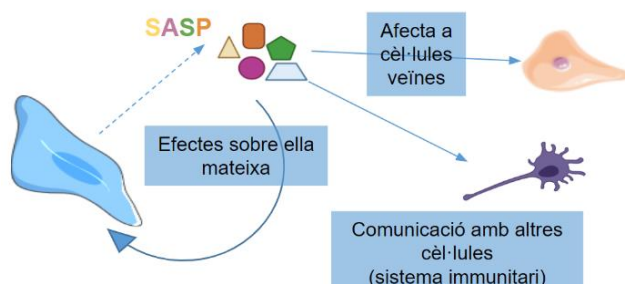 SASP
Afecta a
cèl·lules
veïnes
Efectes sobre ella
mateixa
Comunicació amb altres
cèl·lules
(sistema immunitari)